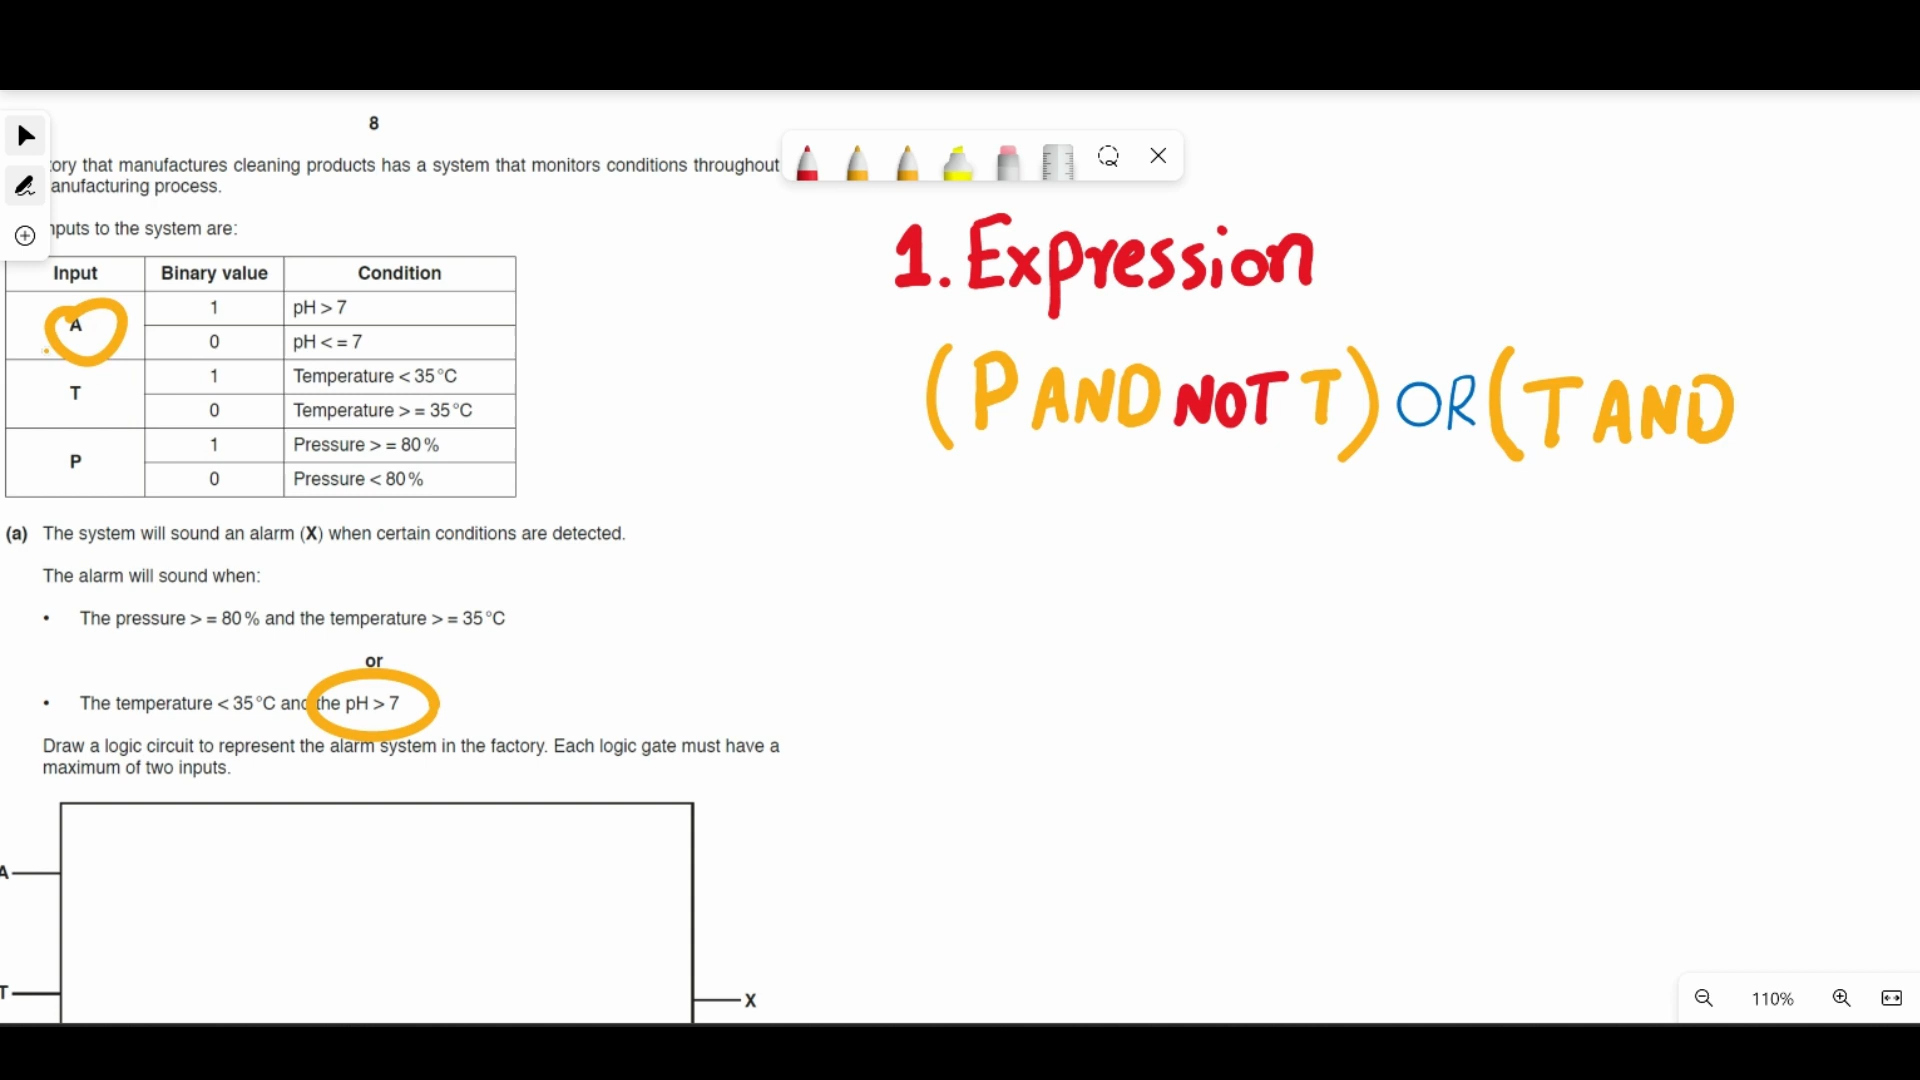 8
tory that manufactures cleaning products has a system that monitors conditions throughout
anufacturing process.
nputs to the system are:
Input Binary value Condition
A 1 pH > 7
0 pH < = 7
T 1 Temperature < 35 °C
0 Temperature > = 35 °C
P 1 Pressure > = 80 %
0 Pressure < 80 %
(a) The system will sound an alarm (X) when certain conditions are detected.
The alarm will sound when:
• The pressure > = 80 % and the temperature > = 35 °C
or
• The temperature < 35 °C and the pH > 7
Draw a logic circuit to represent the alarm system in the factory. Each logic gate must have a
maximum of two inputs.
A
T
X
1. Expression
(P AND NOT T) OR (T AND
110%